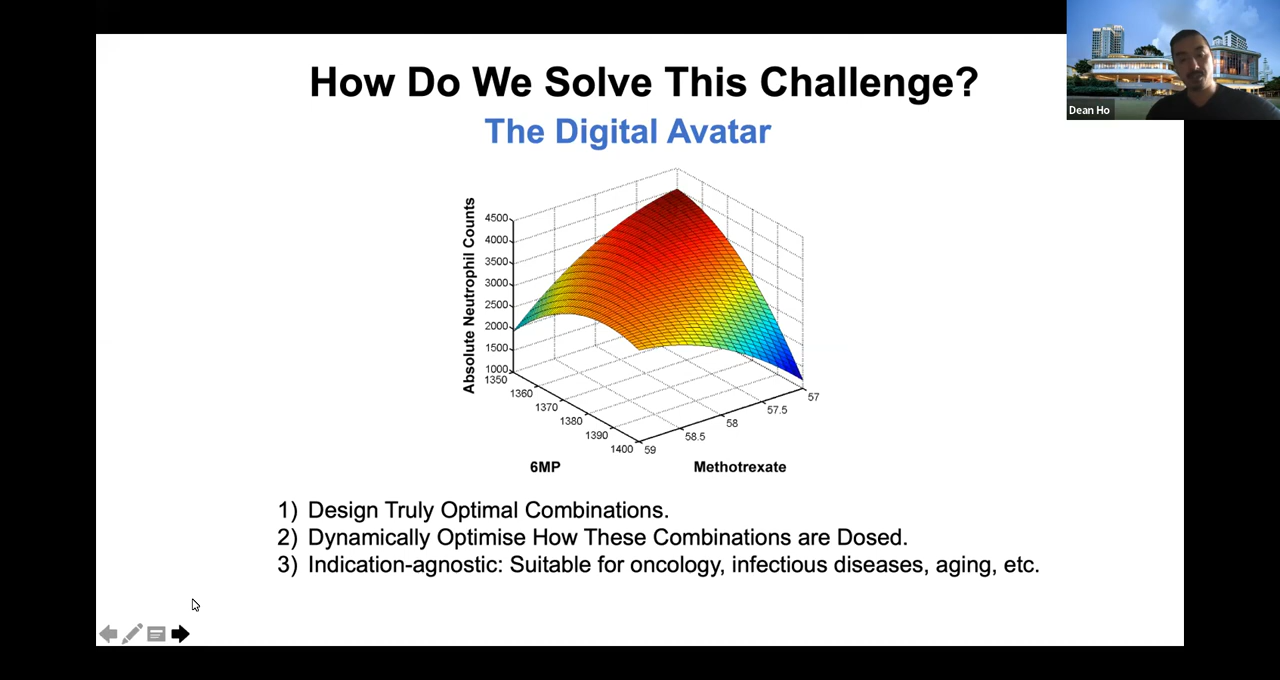 How Do We Solve This Challenge?
The Digital Avatar
Dean Ho
Absolute Neutrophil Counts
4500
4000
3500
3000
2500
2000
1500
1000
1350
1360
1370
1380
1390
1400
59
58.5
58
57.5
57
6MP
Methotrexate
1) Design Truly Optimal Combinations.
2) Dynamically Optimise How These Combinations are Dosed.
3) Indication-agnostic: Suitable for oncology, infectious diseases, aging, etc.